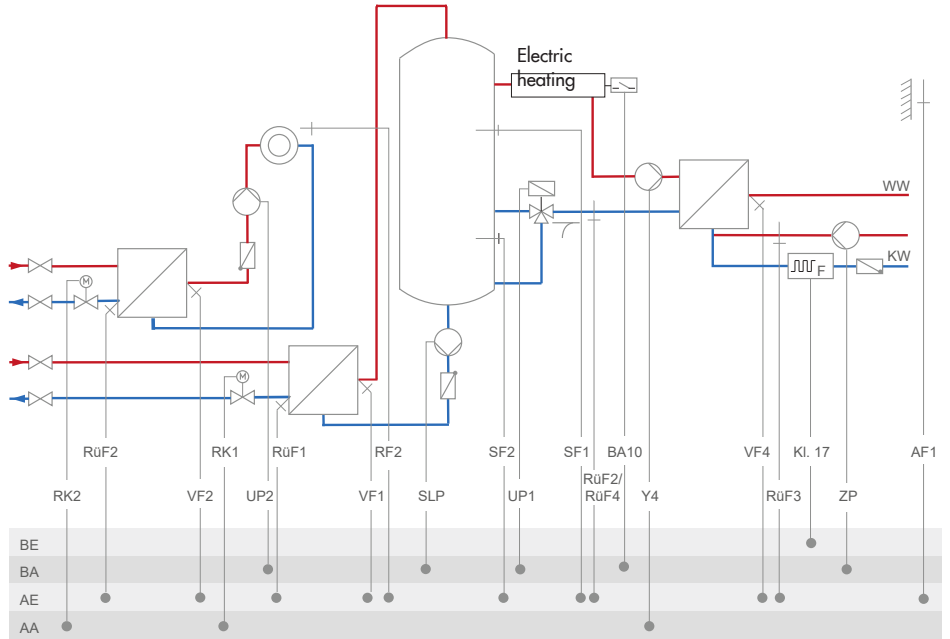 Electric
heating
WW
KW
M
F
M
RüF2
RK1
RüF1
RF2
SF2
SF1
BA10
VF4
Kl. 17
AF1
RK2
VF2
UP2
VF1
SLP
UP1
RüF2/
RüF4
Y4
RüF3
ZP
BE
BA
AE
AA